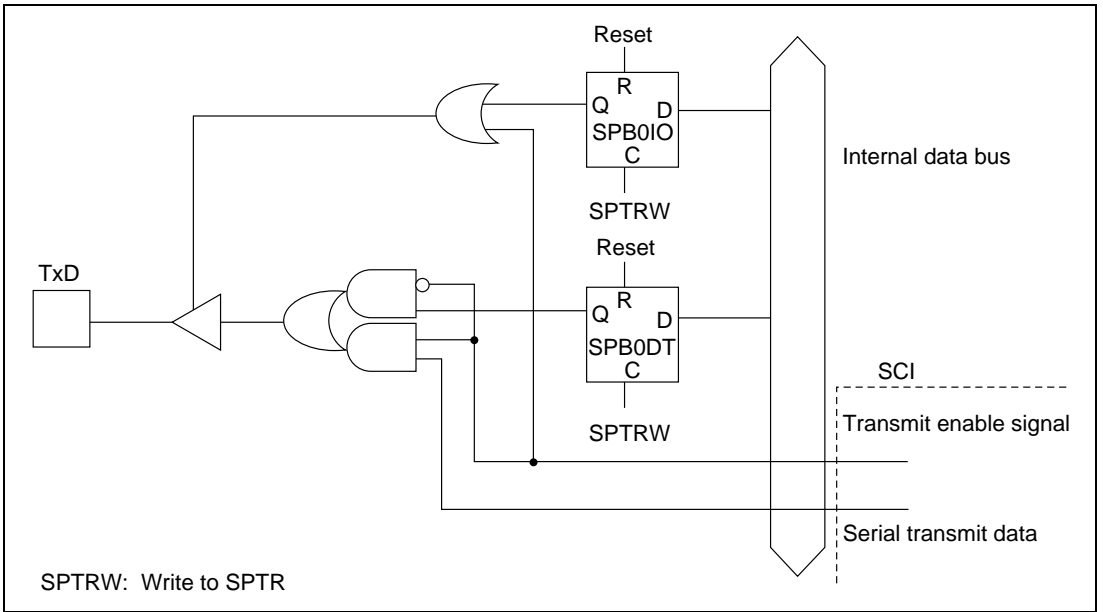 Reset
R
Q D
SPB0IO
C
Internal data bus
SPTRW
Reset
TxD
R
Q D
SPB0DT
C
SCI
Transmit enable signal
SPTRW
Serial transmit data
SPTRW: Write to SPTR